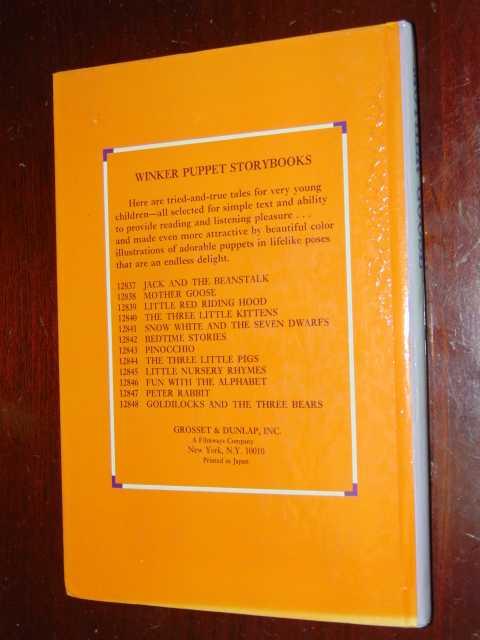 WINKER PUPPET STORYBOOKS
Here are tried-and-true tales for very young
children—all selected for simple text and ability
to provide reading and listening pleasure . . .
and made even more attractive by beautiful color
illustrations of adorable puppets in lifelike poses
that are an endless delight.
12837 JACK AND THE BEANSTALK
12838 MOTHER GOOSE
12839 LITTLE RED RIDING HOOD
12840 THE THREE LITTLE KITTENS
12841 SNOW WHITE AND THE SEVEN DWARFS
12842 BEDTIME STORIES
12843 PINOCCHIO
12844 THE THREE LITTLE PIGS
12845 LITTLE NURSERY RHYMES
12846 FUN WITH THE ALPHABET
12847 PETER RABBIT
12848 GOLDILOCKS AND THE THREE BEARS
GROSSET & DUNLAP, INC.
A Filmways Company
New York, N.Y. 10010
Printed in Japan